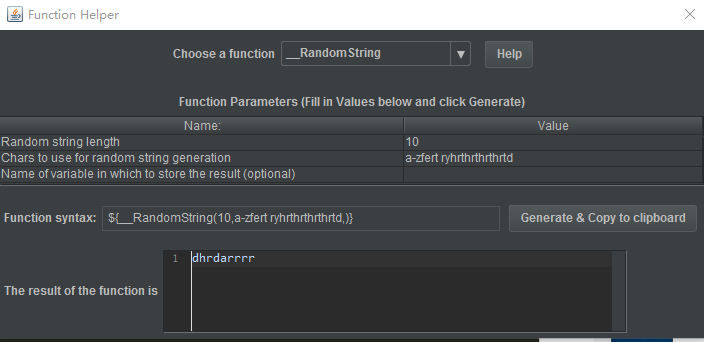 Function Helper
Choose a function __RandomString Help
Function Parameters (Fill in Values below and click Generate)
Name: Value
Random string length 10
Chars to use for random string generation a-zfert ryhrthrthrthrtd
Name of variable in which to store the result (optional)
Function syntax: ${__RandomString(10,a-zfert ryhrthrthrthrtd,)} Generate & Copy to clipboard
1 dhrdarrrr
The result of the function is